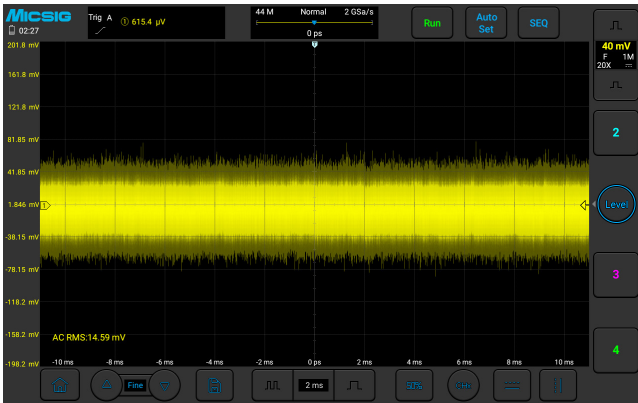 MICSIG
02:27
Trig A ① 615.4 μV
44 M Normal 2 GSa/s
0 ps
Run
Auto
Set
SEQ
40 mV
F 1M
20X
201.8 mV
161.8 mV
121.8 mV
81.85 mV
41.85 mV
1.846 mV
-38.15 mV
-78.15 mV
-118.2 mV
-158.2 mV
-198.2 mV
T
1
2
Level
3
4
AC RMS:14.59 mV
-10 ms -8 ms -6 ms -4 ms -2 ms 0 ps 2 ms 4 ms 6 ms 8 ms 10 ms
Fine
2 ms
50%